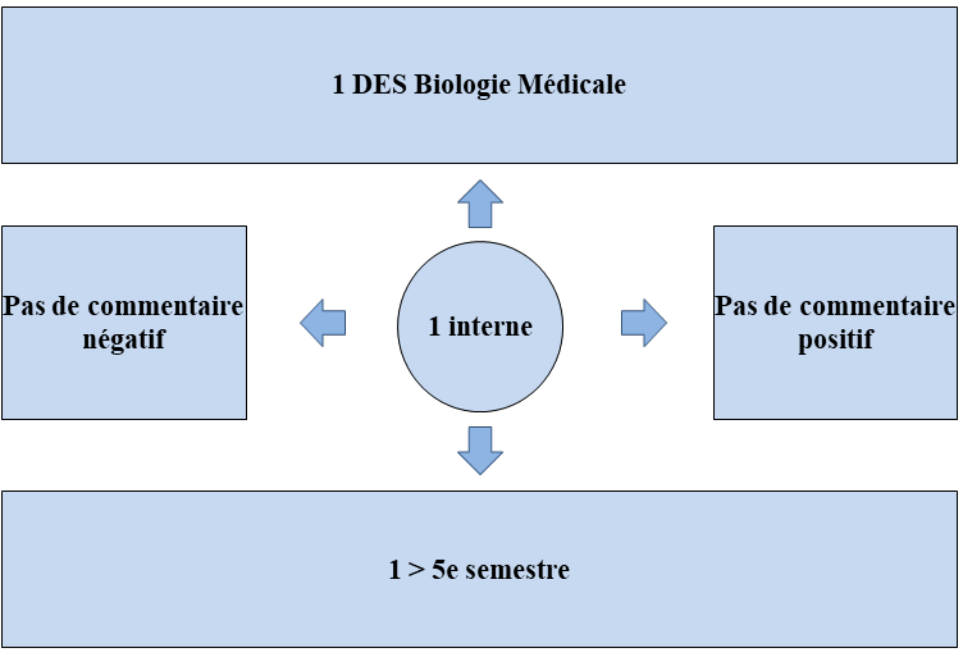 1 DES Biologie Médicale
Pas de commentaire
négatif
1 interne
Pas de commentaire
positif
1 > 5e semestre